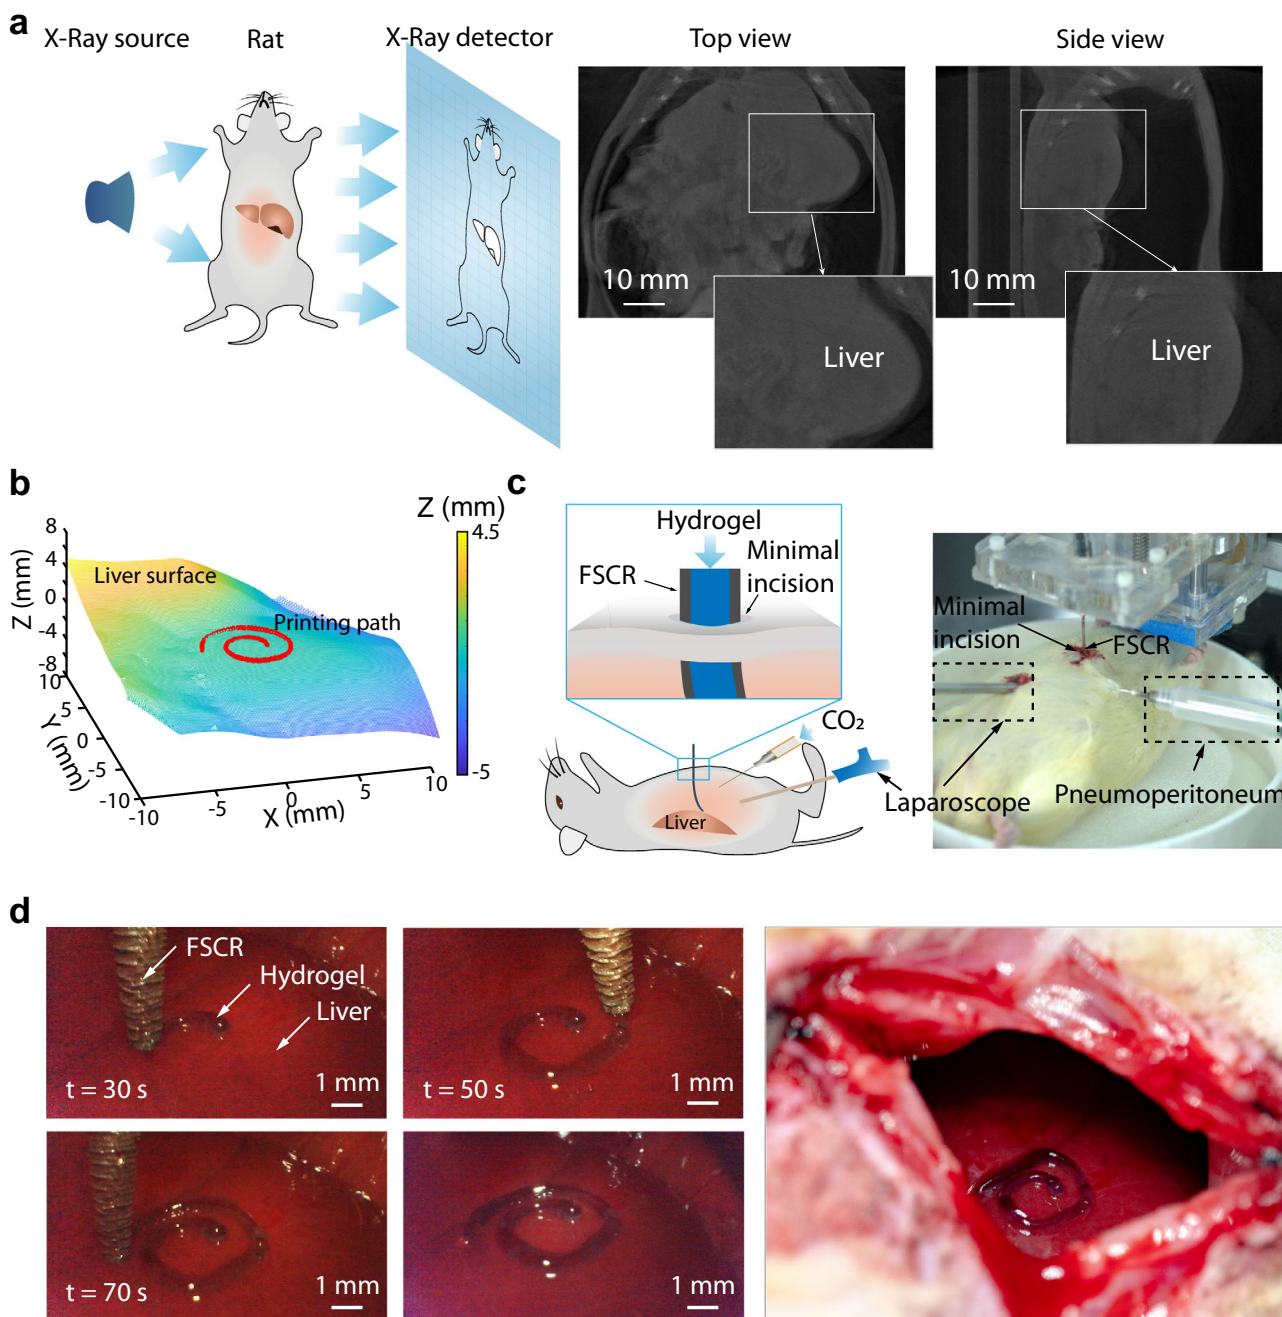 a
X-Ray source
Rat
X-Ray detector
Top view
Side view
10 mm
Liver
10 mm
Liver
b
Z (mm)
8
4
0
-4
-8
10
5
0
-5
-10
Y (mm)
-10
-5
0
5
10
X (mm)
Liver surface
Printing path
Z (mm)
4.5
-5
c
Hydrogel
FSCR
Minimal
incision
CO₂
Liver
Laparoscope
Minimal
incision
FSCR
Pneumoperitoneum
d
FSCR
Hydrogel
Liver
t = 30 s
1 mm
t = 50 s
1 mm
t = 70 s
1 mm
1 mm